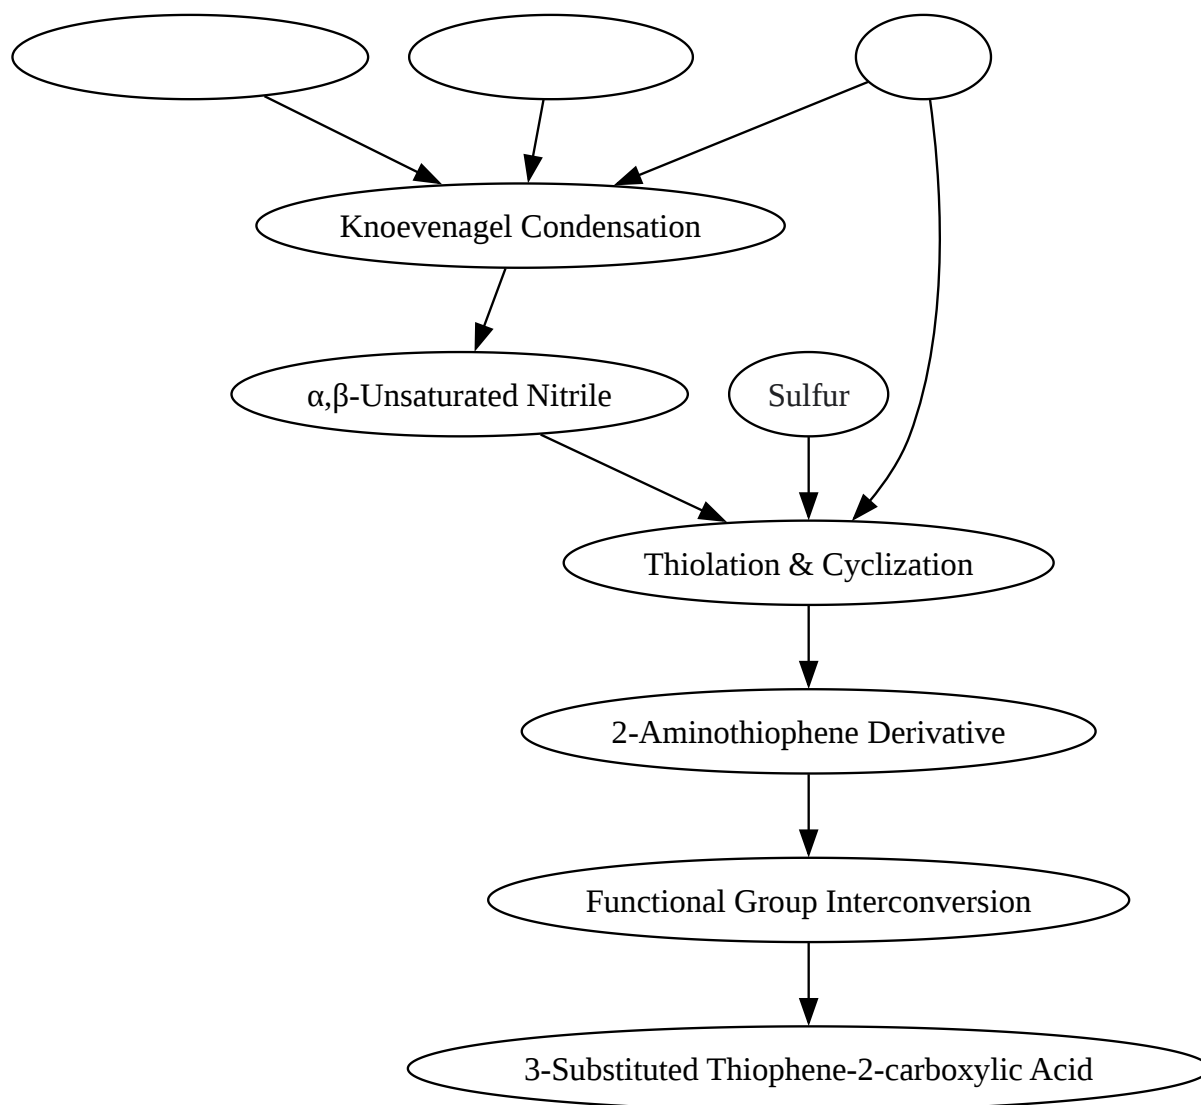 Knoevenagel Condensation
α,β-Unsaturated Nitrile
Sulfur
Thiolation & Cyclization
2-Aminothiophene Derivative
Functional Group Interconversion
3-Substituted Thiophene-2-carboxylic Acid